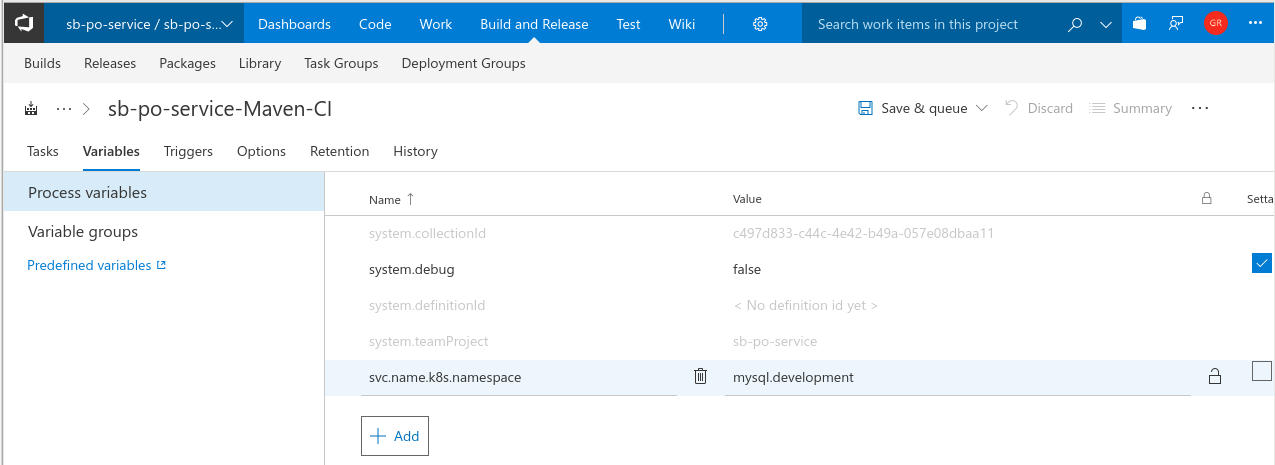 sb-po-service / sb-po-s... Dashboards Code Work Build and Release Test Wiki Search work items in this project GR ...
Builds Releases Packages Library Task Groups Deployment Groups
... sb-po-service-Maven-CI Save & queue Discard Summary ...
Tasks Variables Triggers Options Retention History
Process variables
Variable groups
Predefined variables
Name ↑ Value Setta
system.collectionId c497d833-c44c-4e42-b49a-057e08dbaa11
system.debug false
system.definitionId < No definition id yet >
system.teamProject sb-po-service
svc.name.k8s.namespace mysql.development
+ Add